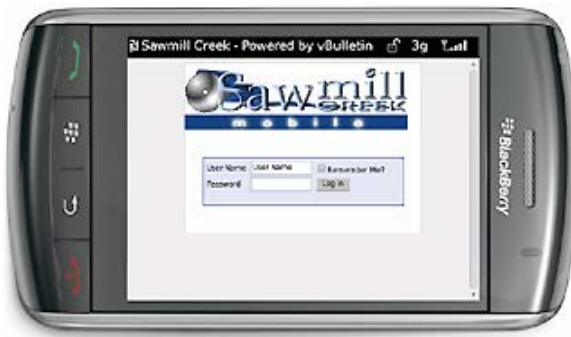 Sawmill Creek - Powered by vBulletin 3g
Sawmill
CREEK
mobile
User Name User Name Remember Me?
Password Log in
BlackBerry